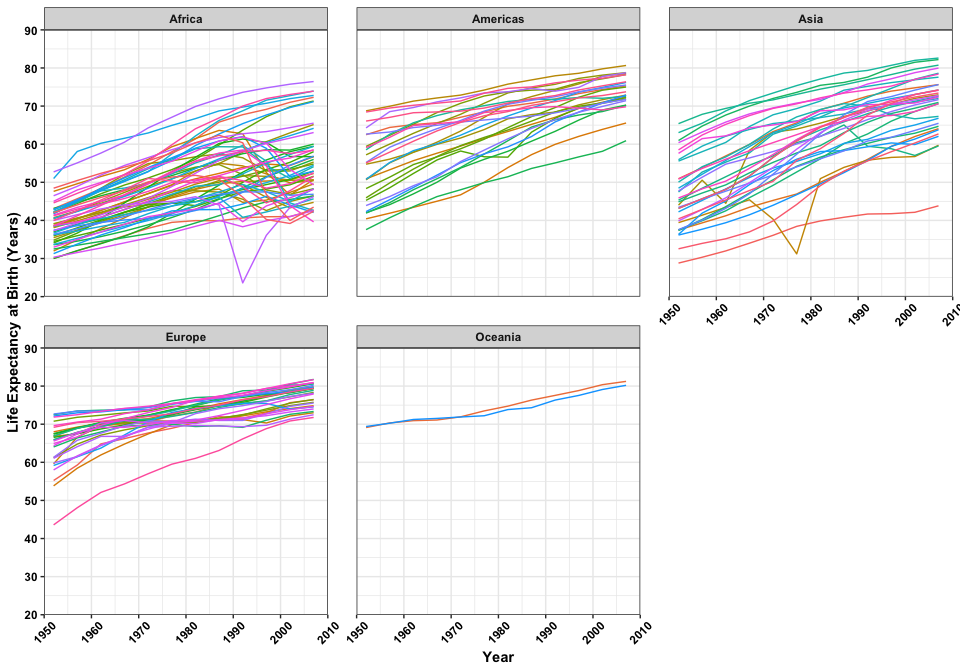 Africa Americas Asia
90
80
70
60
50
40
30
20
1950 1960 1970 1980 1990 2000 2010
Europe Oceania
90
80
70
60
50
40
30
20
1950 1960 1970 1980 1990 2000 2010 1950 1960 1970 1980 1990 2000 2010
Year
Life Expectancy at Birth (Years)